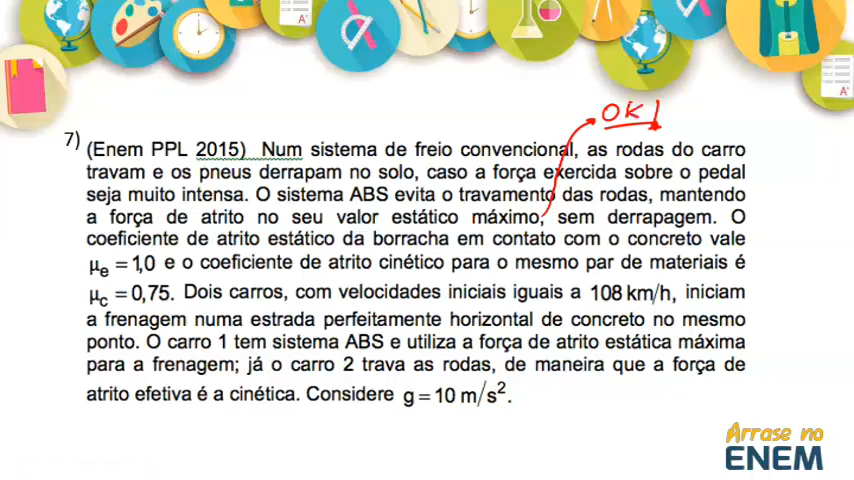 OK!
7)
(Enem PPL 2015) Num sistema de freio convencional, as rodas do carro
travam e os pneus derrapam no solo, caso a força exercida sobre o pedal
seja muito intensa. O sistema ABS evita o travamento das rodas, mantendo
a força de atrito no seu valor estático máximo, sem derrapagem. O
coeficiente de atrito estático da borracha em contato com o concreto vale
μe = 1,0 e o coeficiente de atrito cinético para o mesmo par de materiais é
μc = 0,75. Dois carros, com velocidades iniciais iguais a 108 km/h, iniciam
a frenagem numa estrada perfeitamente horizontal de concreto no mesmo
ponto. O carro 1 tem sistema ABS e utiliza a força de atrito estática máxima
para a frenagem; já o carro 2 trava as rodas, de maneira que a força de
atrito efetiva é a cinética. Considere g = 10 m/s².
Arrase no
ENEM